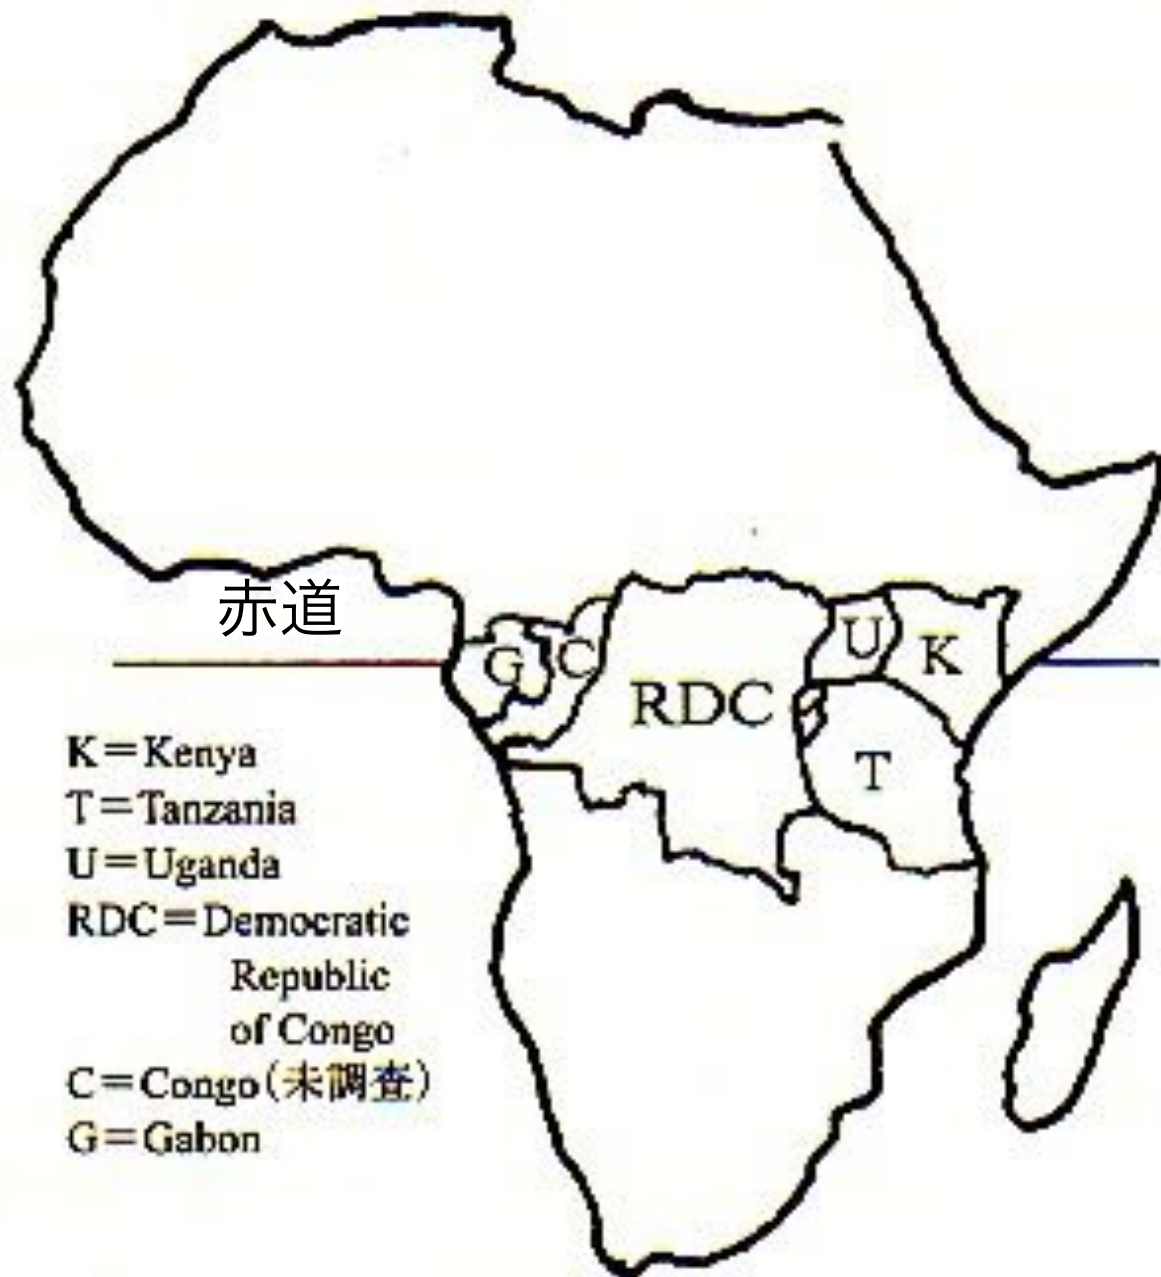 赤道
G
C
U
K
RDC
T
K=Kenya
T=Tanzania
U=Uganda
RDC=Democratic
Republic
of Congo
C=Congo(未調査)
G=Gabon